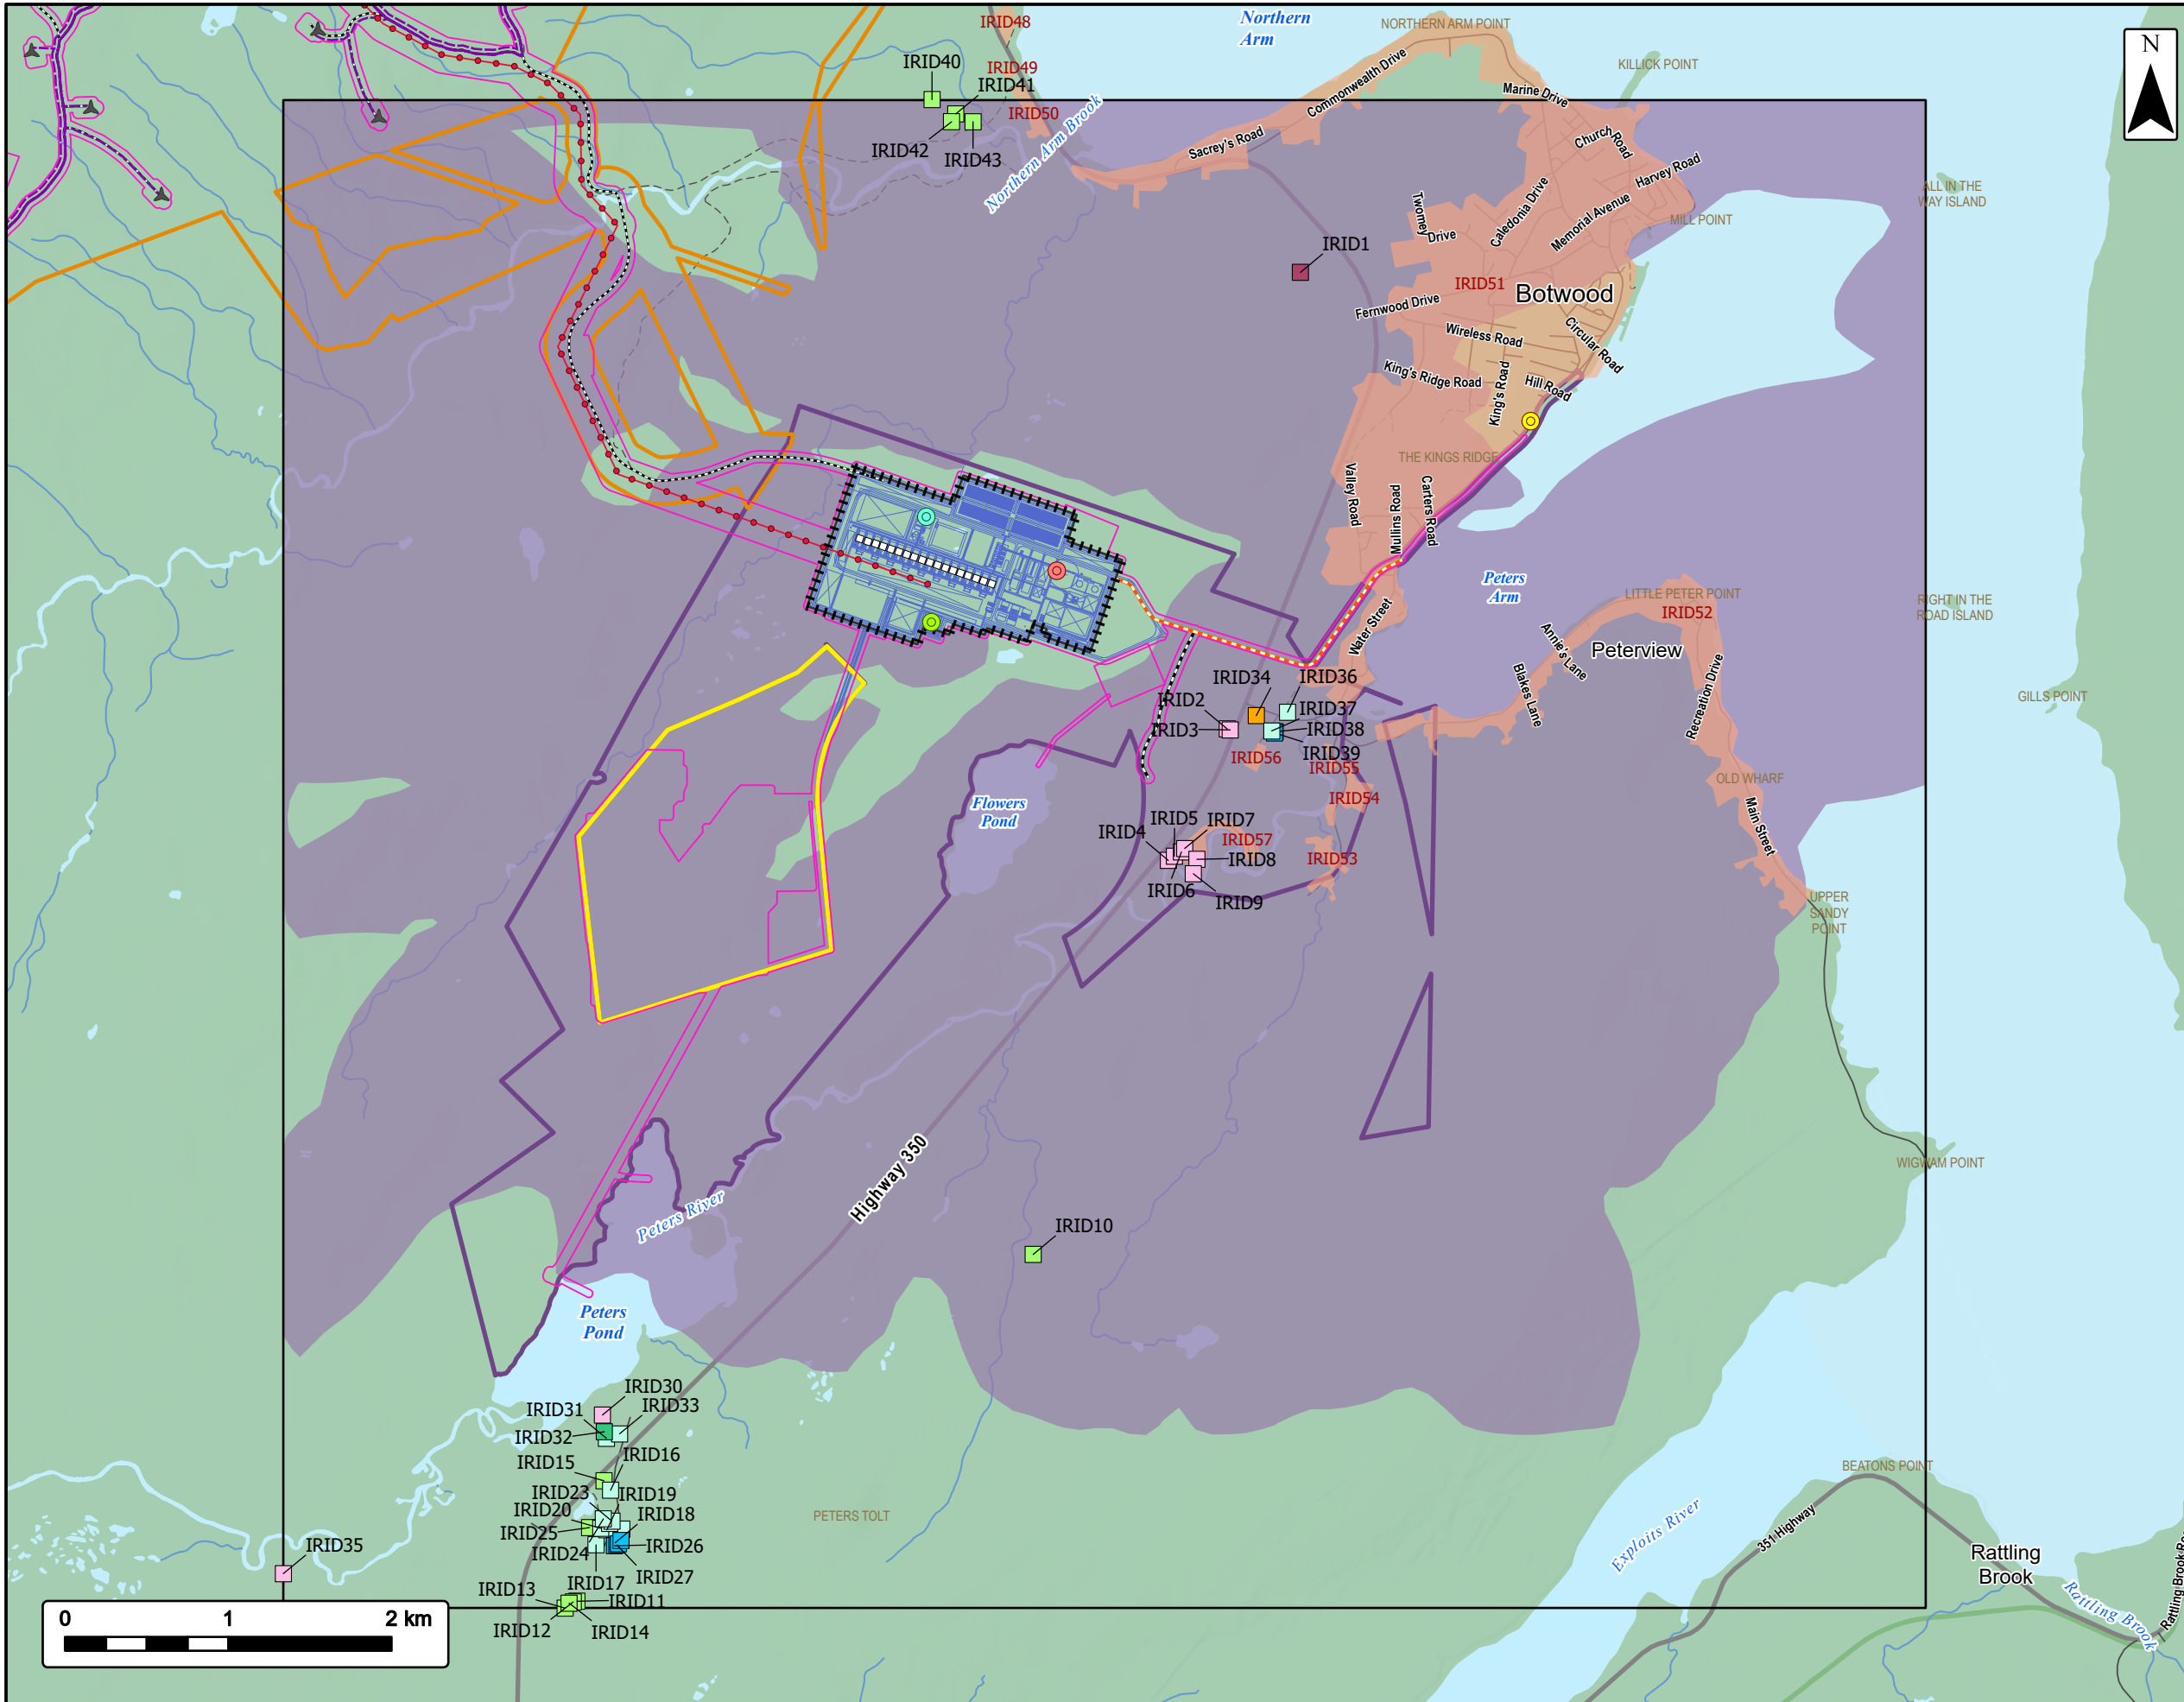 Northern
Arm
NORTHERN ARM POINT
IRID48
N
KILLICK POINT
IRID40
IRID49
IRID41
Commonwealth Drive
Marine Drive
IRID50
Northern Arm Brook
IRID42
IRID43
Sacrey's Road
Church Road
Harvey Road
ALL IN THE
WAY ISLAND
MILL POINT
Twomey
Drive
Caledonia Drive
Memorial Avenue
IRID1
IRID51
Botwood
Fernwood Drive
Wireless Road
Circular Road
King's Ridge Road
King's Road
Hill Road
THE KINGS RIDGE
Valley Road
Mullins Road
Carters Road
Peters
Arm
LITTLE PETER POINT
IRID52
RIGHT IN THE
ROAD ISLAND
Water Street
Annie's Lane
Peterview
Blakes Lane
Recreation Drive
GILLS POINT
IRID34
IRID36
IRID2
IRID37
IRID3
IRID38
IRID39
IRID56
IRID55
OLD WHARF
IRID54
Main Street
Flowers
Pond
IRID5
IRID7
IRID4
IRID57
IRID8
IRID53
IRID6
IRID9
UPPER
SANDY
POINT
Highway 350
WIGWAM POINT
Peters River
IRID10
Peters
Pond
IRID30
IRID31
IRID33
IRID32
IRID16
IRID15
IRID23
IRID19
IRID20
IRID18
IRID25
IRID24
IRID26
IRID27
IRID17
IRID13
IRID11
IRID12
IRID14
IRID35
PETERS TOLT
BEATONS POINT
Exploits River
351 Highway
Rattling
Brook
Rattling Brook
Rattling Brook
0 1 2 km